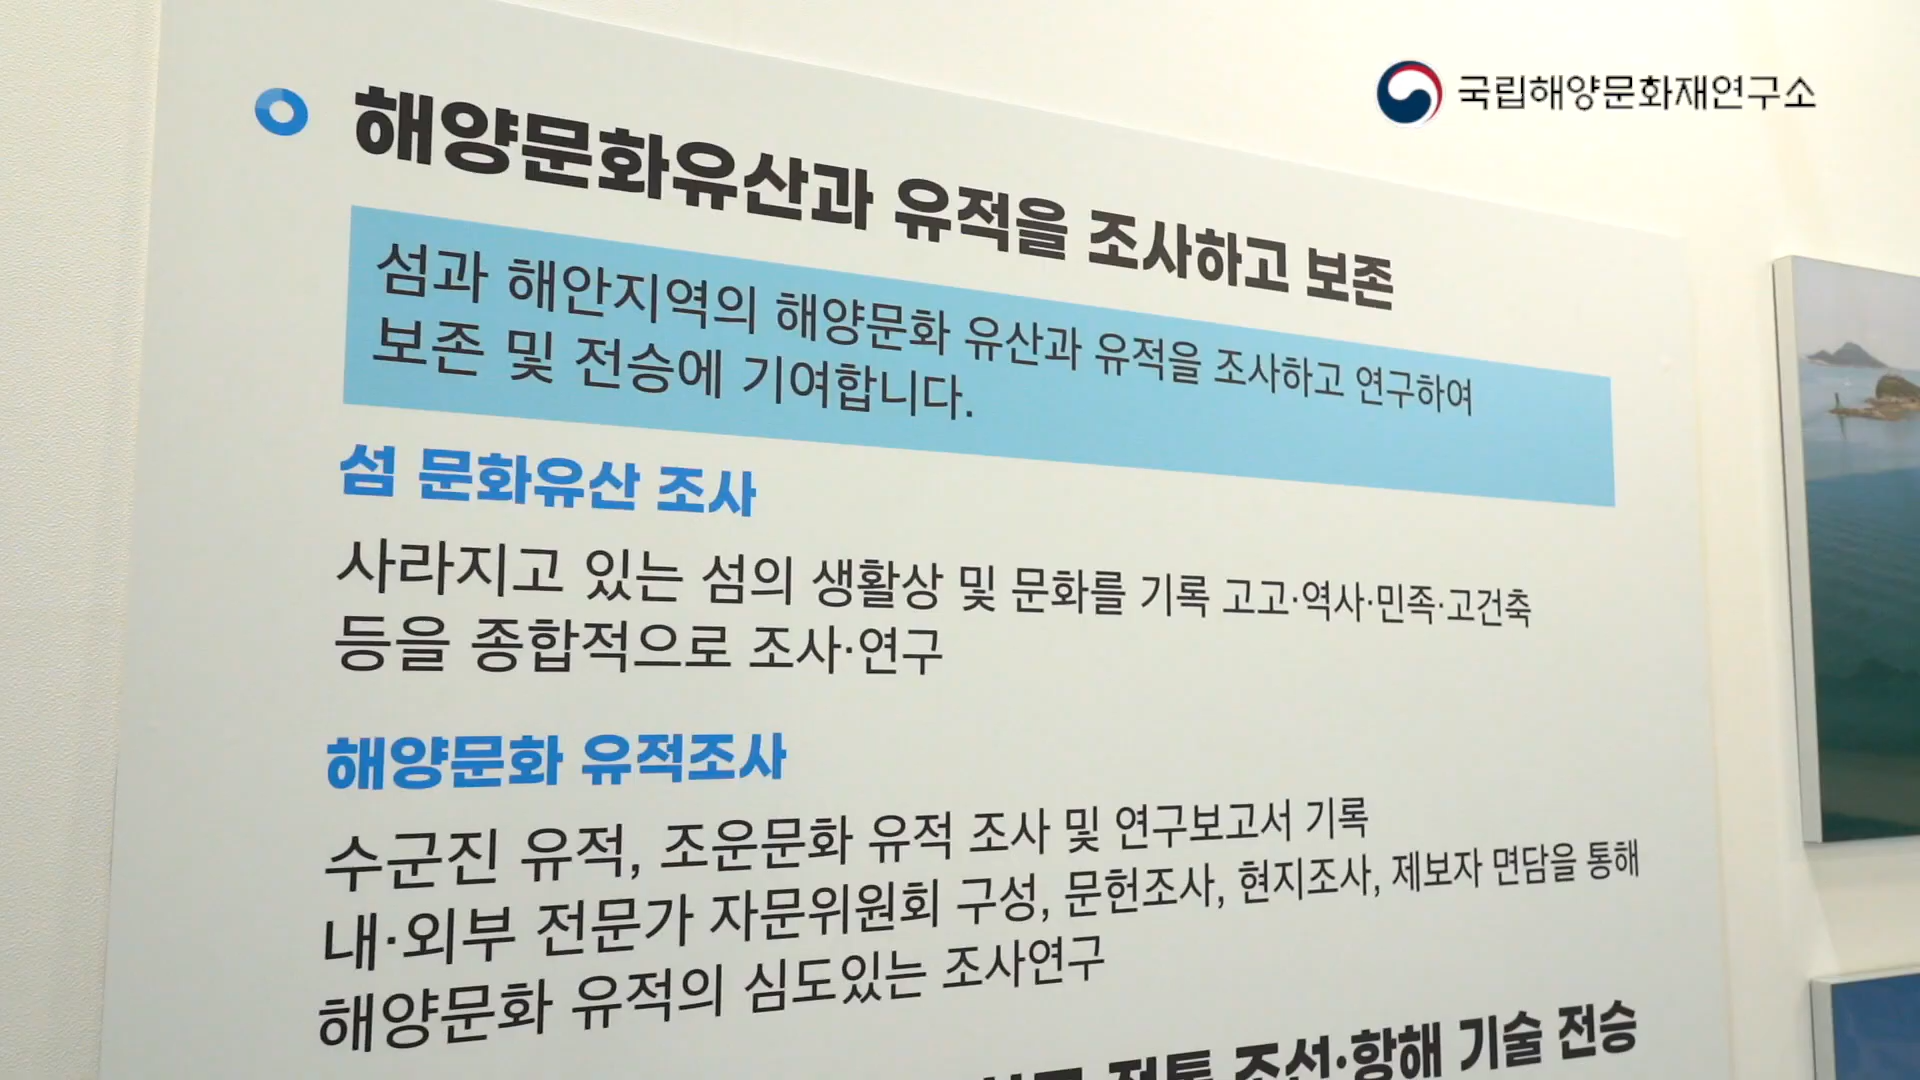 국립해양문화재연구소
해양문화유산과 유적을 조사하고 보존
섬과 해안지역의 해양문화 유산과 유적을 조사하고 연구하여
보존 및 전승에 기여합니다.
섬 문화유산 조사
사라지고 있는 섬의 생활상 및 문화를 기록 고고·역사·민족·고건축
등을 종합적으로 조사·연구
해양문화 유적조사
수군진 유적, 조운문화 유적 조사 및 연구보고서 기록
내·외부 전문가 자문위원회 구성, 문헌조사, 현지조사, 제보자 면담을 통해
해양문화 유적의 심도있는 조사연구
전통 조선·항해 기술 전승